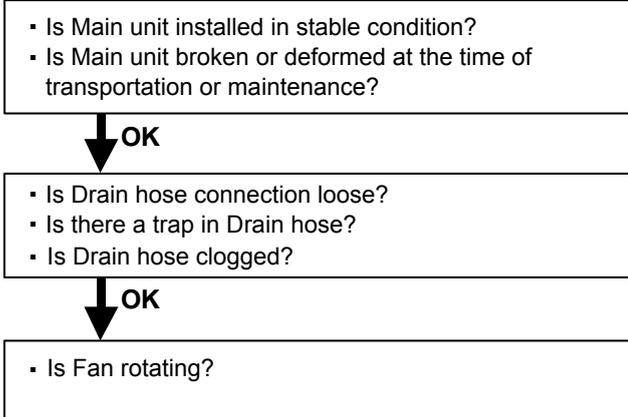 ▪ Is Main unit installed in stable condition?
▪ Is Main unit broken or deformed at the time of
transportation or maintenance?
OK
▪ Is Drain hose connection loose?
▪ Is there a trap in Drain hose?
▪ Is Drain hose clogged?
OK
▪ Is Fan rotating?